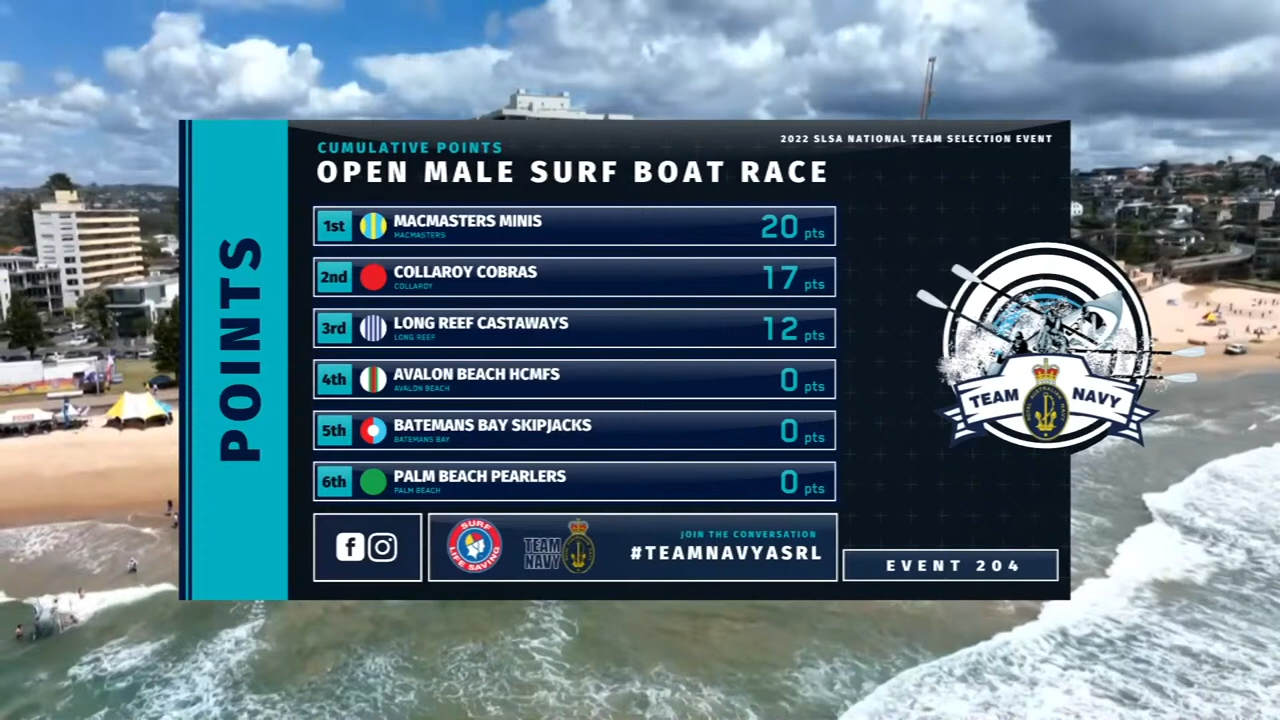 POINTS
CUMULATIVE POINTS
OPEN MALE SURF BOAT RACE
2022 SLSA NATIONAL TEAM SELECTION EVENT
1st MACMASTERS MINIS 20 pts
MACMASTERS
2nd COLLAROY COBRAS 17 pts
COLLAROY
3rd LONG REEF CASTAWAYS 12 pts
LONG REEF
4th AVALON BEACH HCMFS 0 pts
AVALON BEACH
5th BATEMANS BAY SKIPJACKS 0 pts
BATEMANS BAY
6th PALM BEACH PEARLERS 0 pts
PALM BEACH
TEAM NAVY
ROYAL AUSTRALIAN NAVY
SURF
LIFE SAVING
TEAM
NAVY
JOIN THE CONVERSATION
#TEAMNAVYASRL
EVENT 204